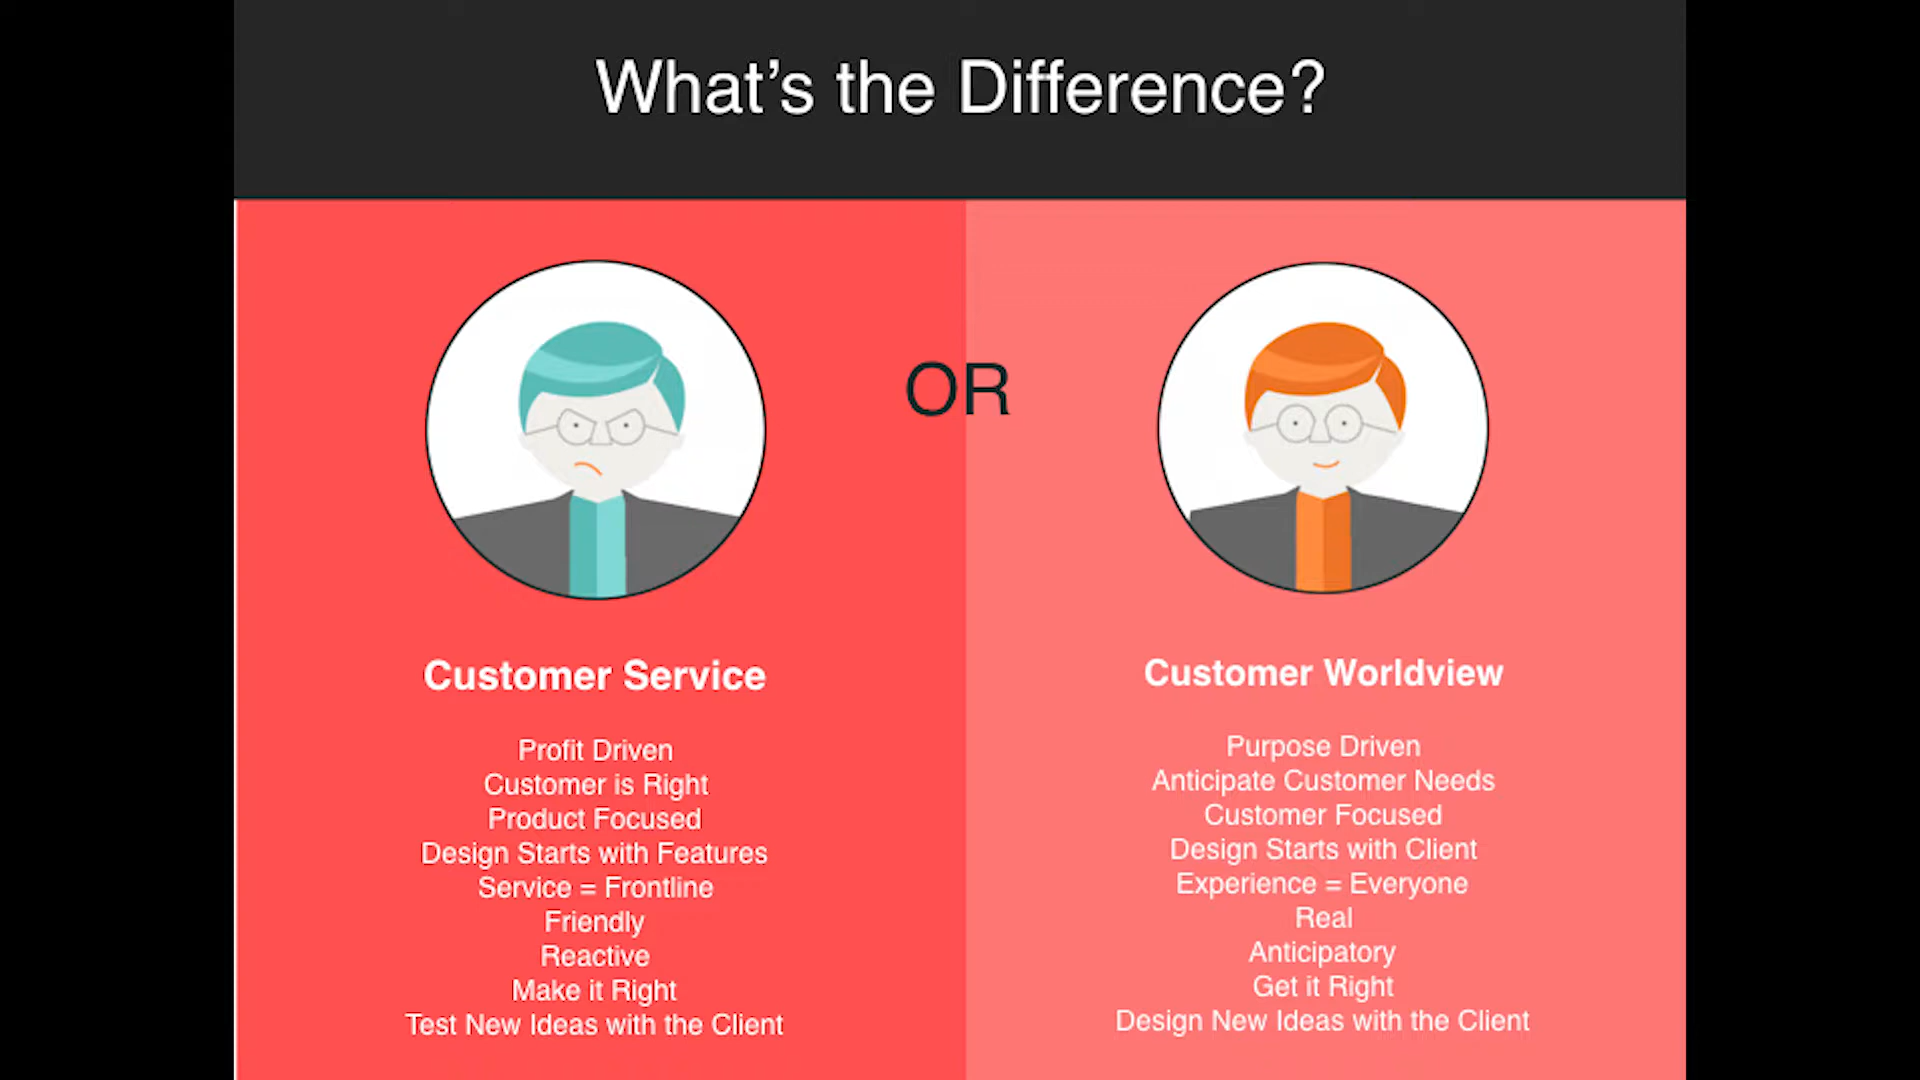 What’s the Difference?
OR
Customer Service
Profit Driven
Customer is Right
Product Focused
Design Starts with Features
Service = Frontline
Friendly
Reactive
Make it Right
Test New Ideas with the Client
Customer Worldview
Purpose Driven
Anticipate Customer Needs
Customer Focused
Design Starts with Client
Experience = Everyone
Real
Anticipatory
Get it Right
Design New Ideas with the Client